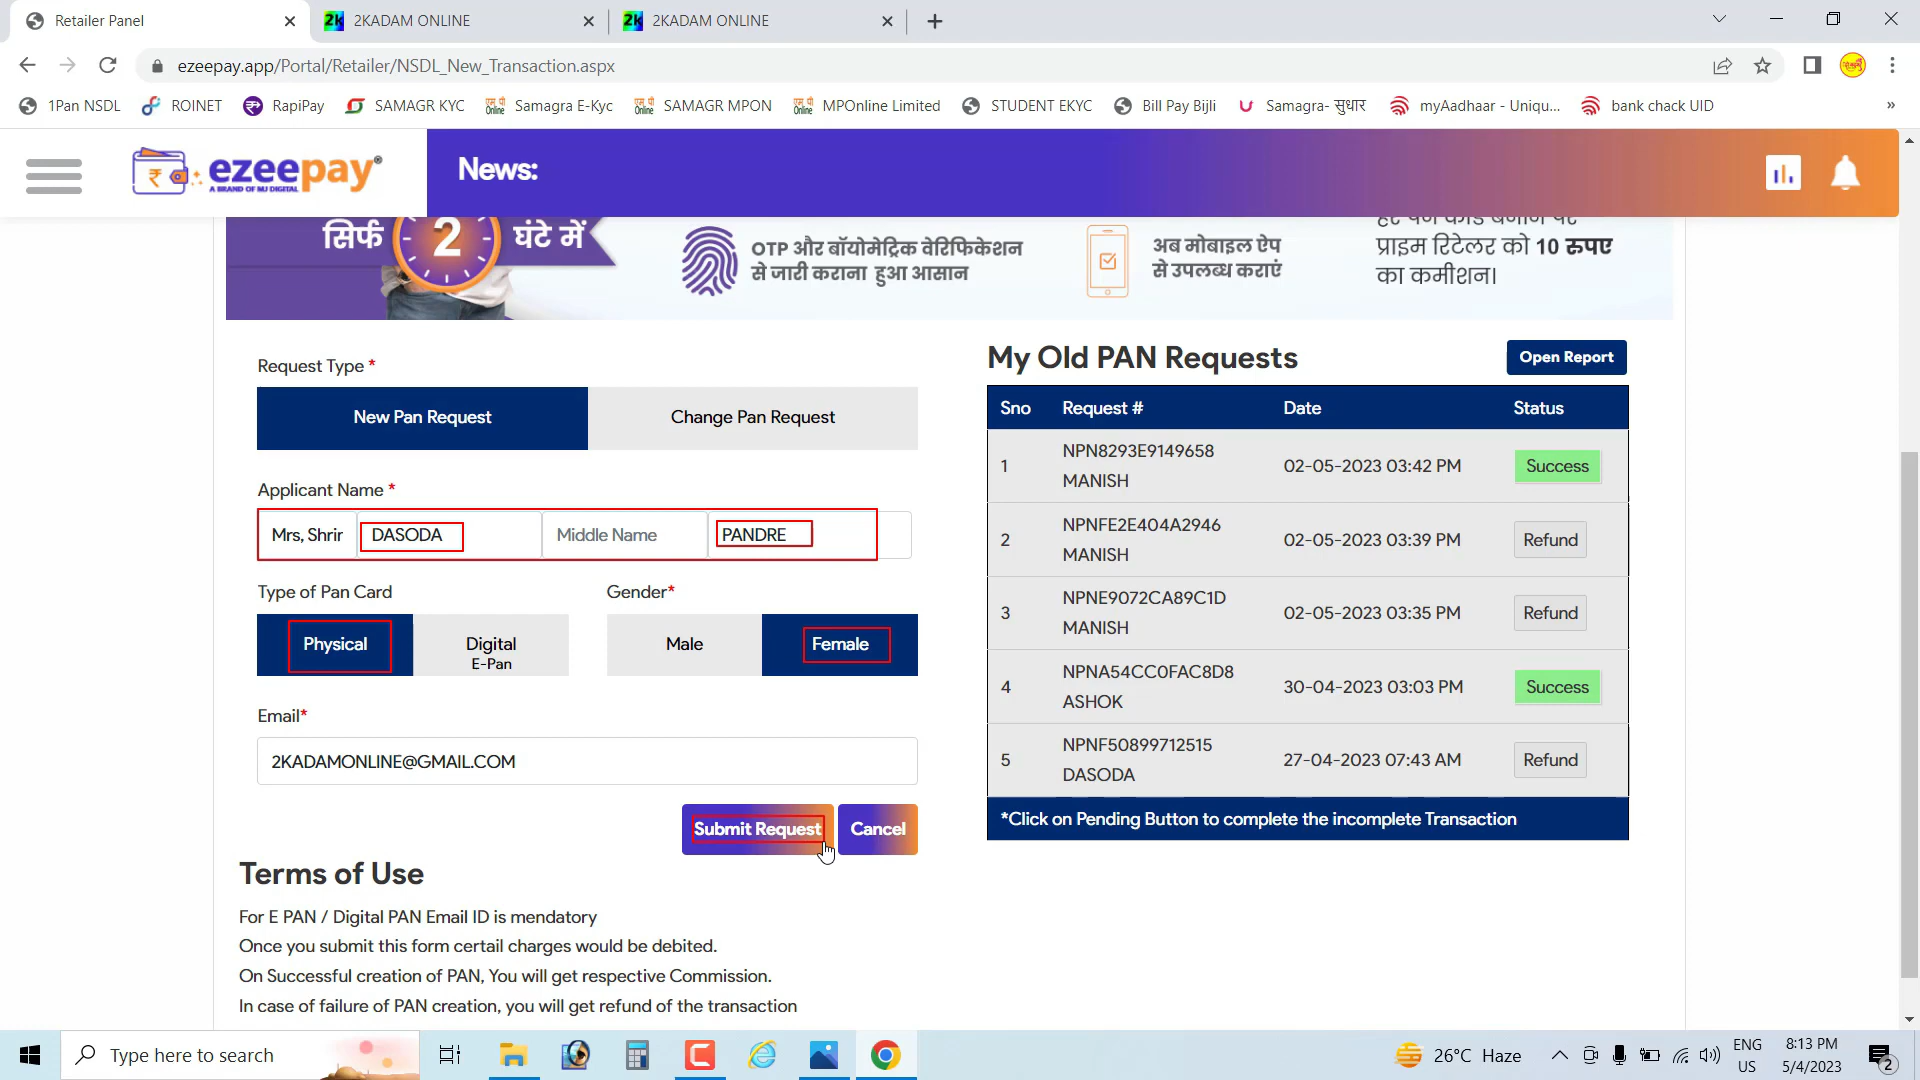 Retailer Panel
2k 2KADAM ONLINE
2k 2KADAM ONLINE
ezeepay.app/Portal/Retailer/NSDL_New_Transaction.aspx
1Pan NSDL
ROINET
RapiPay
SAMAGR KYC
Samagra E-Kyc
SAMAGR MPON
MPOnline Limited
STUDENT EKYC
Bill Pay Bijli
Samagra- सुधार
myAadhaar - Uniqu...
bank chack UID
»
ezeepay
A BRAND OF MJ DIGITAL
News:
सिर्फ 2 घंटे में
OTP और बॉयोमेट्रिक वेरिफिकेशन
से जारी कराना हुआ आसान
अब मोबाइल ऐप
से उपलब्ध कराएं
हर पैन कार्ड बनाने पर
प्राइम रिटेलर को 10 रुपए
का कमीशन।
Request Type *
New Pan Request
Change Pan Request
Applicant Name *
Mrs, Shrir
DASODA
Middle Name
PANDRE
Type of Pan Card
Gender*
Physical
Digital
E-Pan
Male
Female
Email*
2KADAMONLINE@GMAIL.COM
Submit Request
Cancel
My Old PAN Requests
Open Report
Sno Request # Date Status
1 NPN8293E9149658 MANISH 02-05-2023 03:42 PM Success
2 NPNFE2E404A2946 MANISH 02-05-2023 03:39 PM Refund
3 NPNE9072CA89C1D MANISH 02-05-2023 03:35 PM Refund
4 NPNA54CC0FAC8D8 ASHOK 30-04-2023 03:03 PM Success
5 NPNF50899712515 DASODA 27-04-2023 07:43 AM Refund
*Click on Pending Button to complete the incomplete Transaction
Terms of Use
For E PAN / Digital PAN Email ID is mendatory
Once you submit this form certail charges would be debited.
On Successful creation of PAN, You will get respective Commission.
In case of failure of PAN creation, you will get refund of the transaction
Type here to search
26°C Haze
ENG
US
8:13 PM
5/4/2023
2